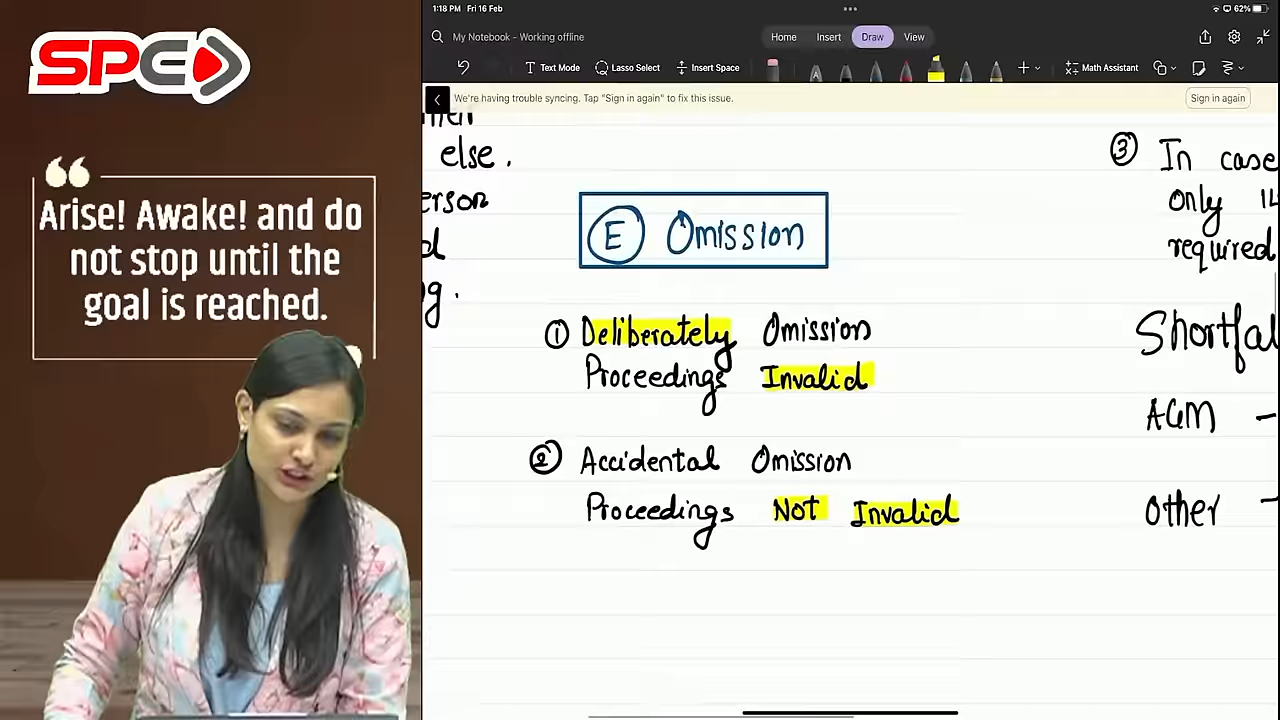 1:18 PM Fri 16 Feb
62%
SPC
My Notebook - Working offline
Home Insert Draw View
Text Mode Lasso Select Insert Space Math Assistant
We're having trouble syncing. Tap "Sign in again" to fix this issue.
Sign in again
Arise! Awake! and do
not stop until the
goal is reached.
else.
E Omission
① Deliberately Omission
Proceedings Invalid
② Accidental Omission
Proceedings Not Invalid
③ In case
only 14
required
AGM -
Other -